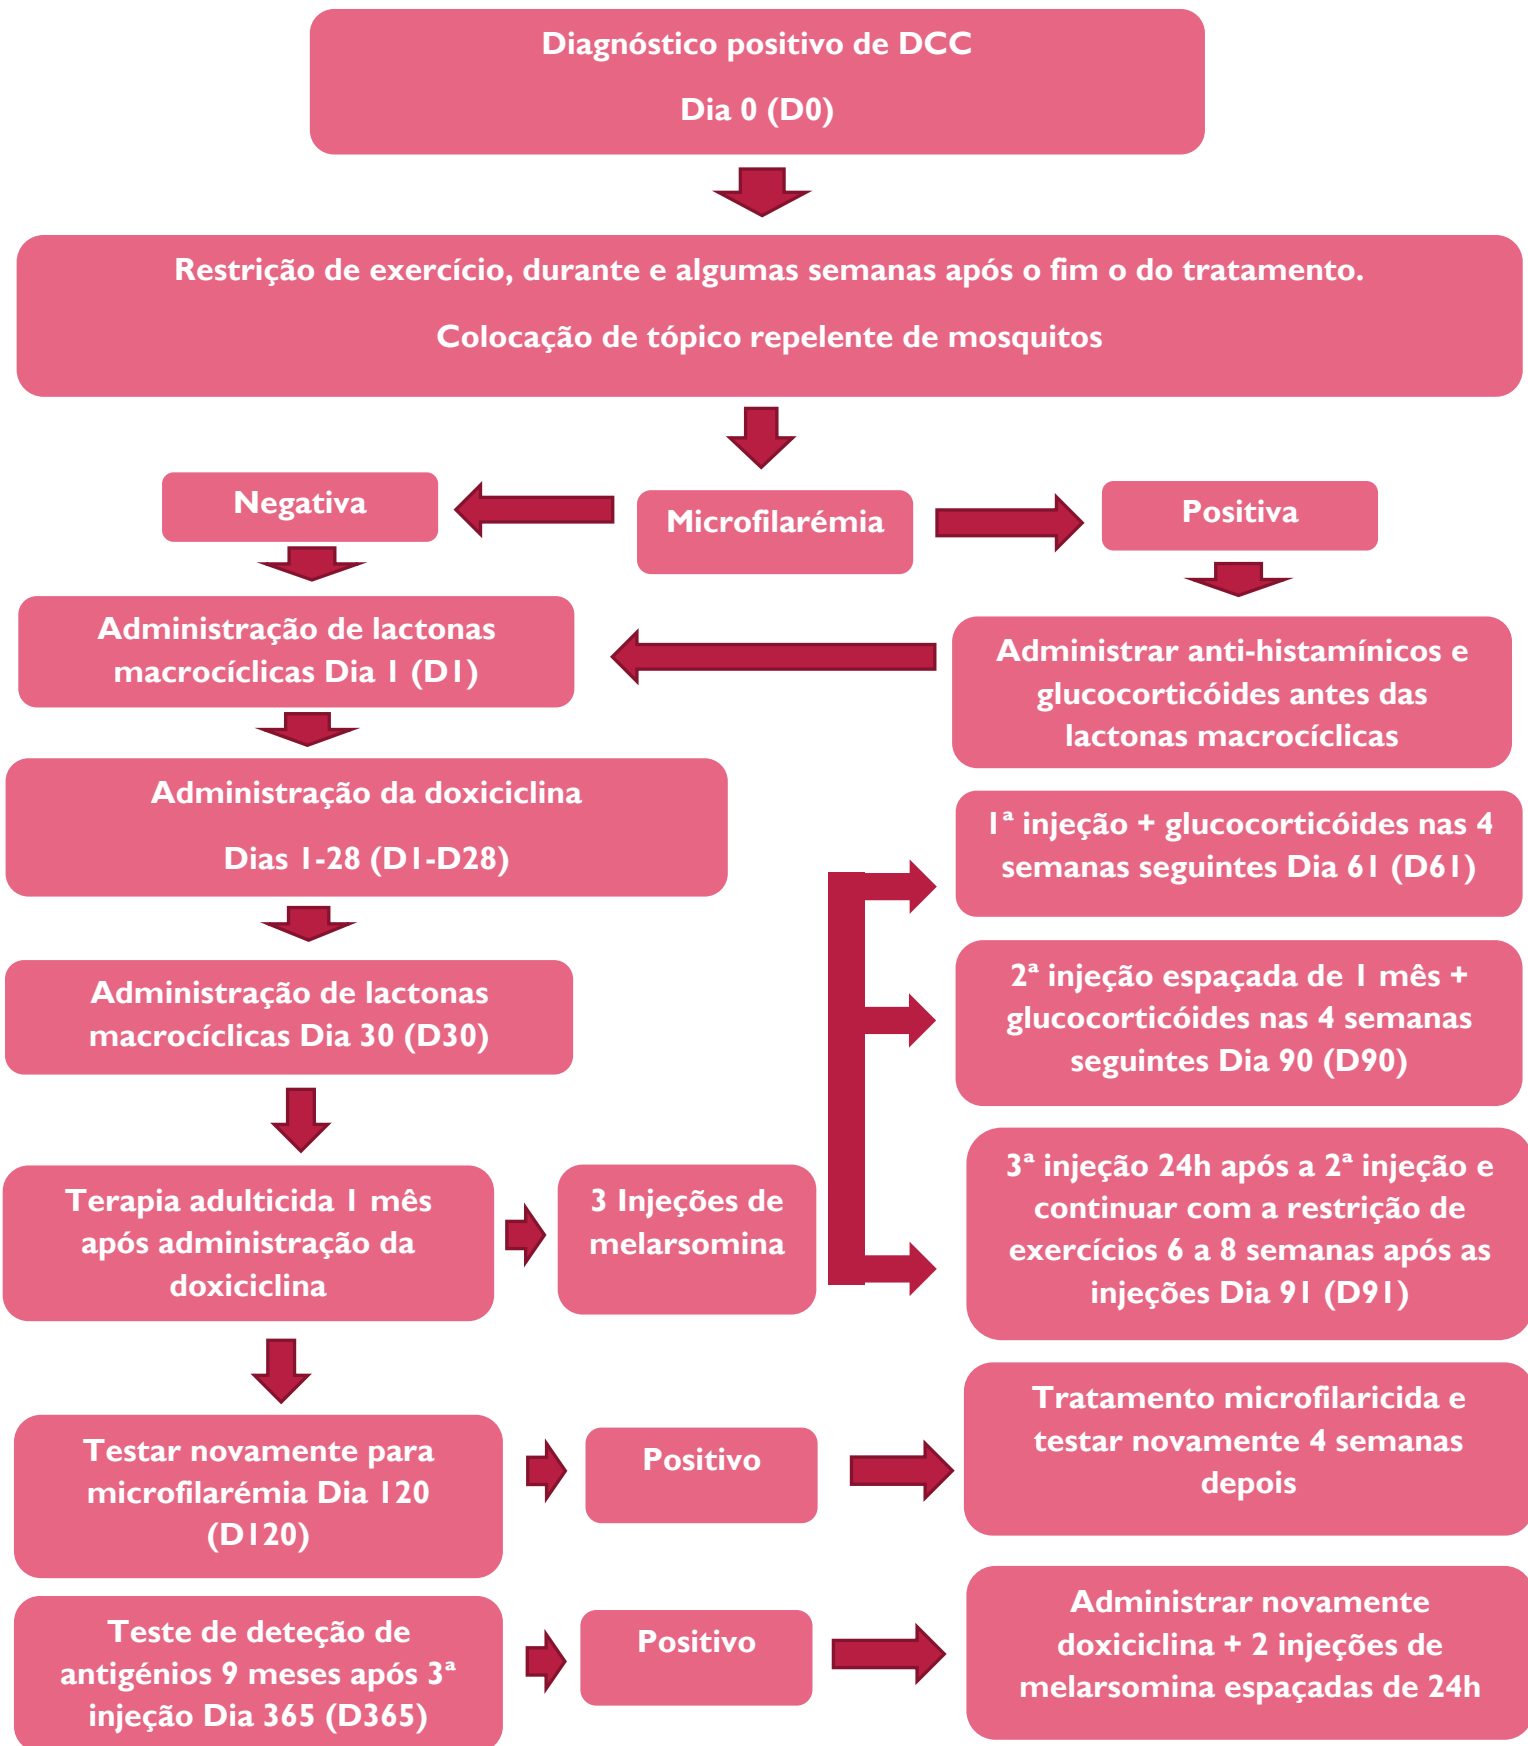 Diagnóstico positivo de DCC
Dia 0 (D0)
Restrição de exercício, durante e algumas semanas após o fim o do tratamento.
Colocação de tópico repelente de mosquitos
Negativa
Microfilarémia
Positiva
Administração de lactonas
macrocíclicas Dia 1 (D1)
Administrar anti-histamínicos e
glucocorticóides antes das
lactonas macrocíclicas
Administração da doxiciclina
Dias 1-28 (D1-D28)
1ª injeção + glucocorticóides nas 4
semanas seguintes Dia 61 (D61)
Administração de lactonas
macrocíclicas Dia 30 (D30)
2ª injeção espaçada de 1 mês +
glucocorticóides nas 4 semanas
seguintes Dia 90 (D90)
Terapia adulticida 1 mês
após administração da
doxiciclina
3 Injeções de
melarsomina
3ª injeção 24h após a 2ª injeção e
continuar com a restrição de
exercícios 6 a 8 semanas após as
injeções Dia 91 (D91)
Testar novamente para
microfilarémia Dia 120
(D120)
Positivo
Tratamento microfilaricida e
testar novamente 4 semanas
depois
Teste de deteção de
antigénios 9 meses após 3ª
injeção Dia 365 (D365)
Positivo
Administrar novamente
doxiciclina + 2 injeções de
melarsomina espaçadas de 24h